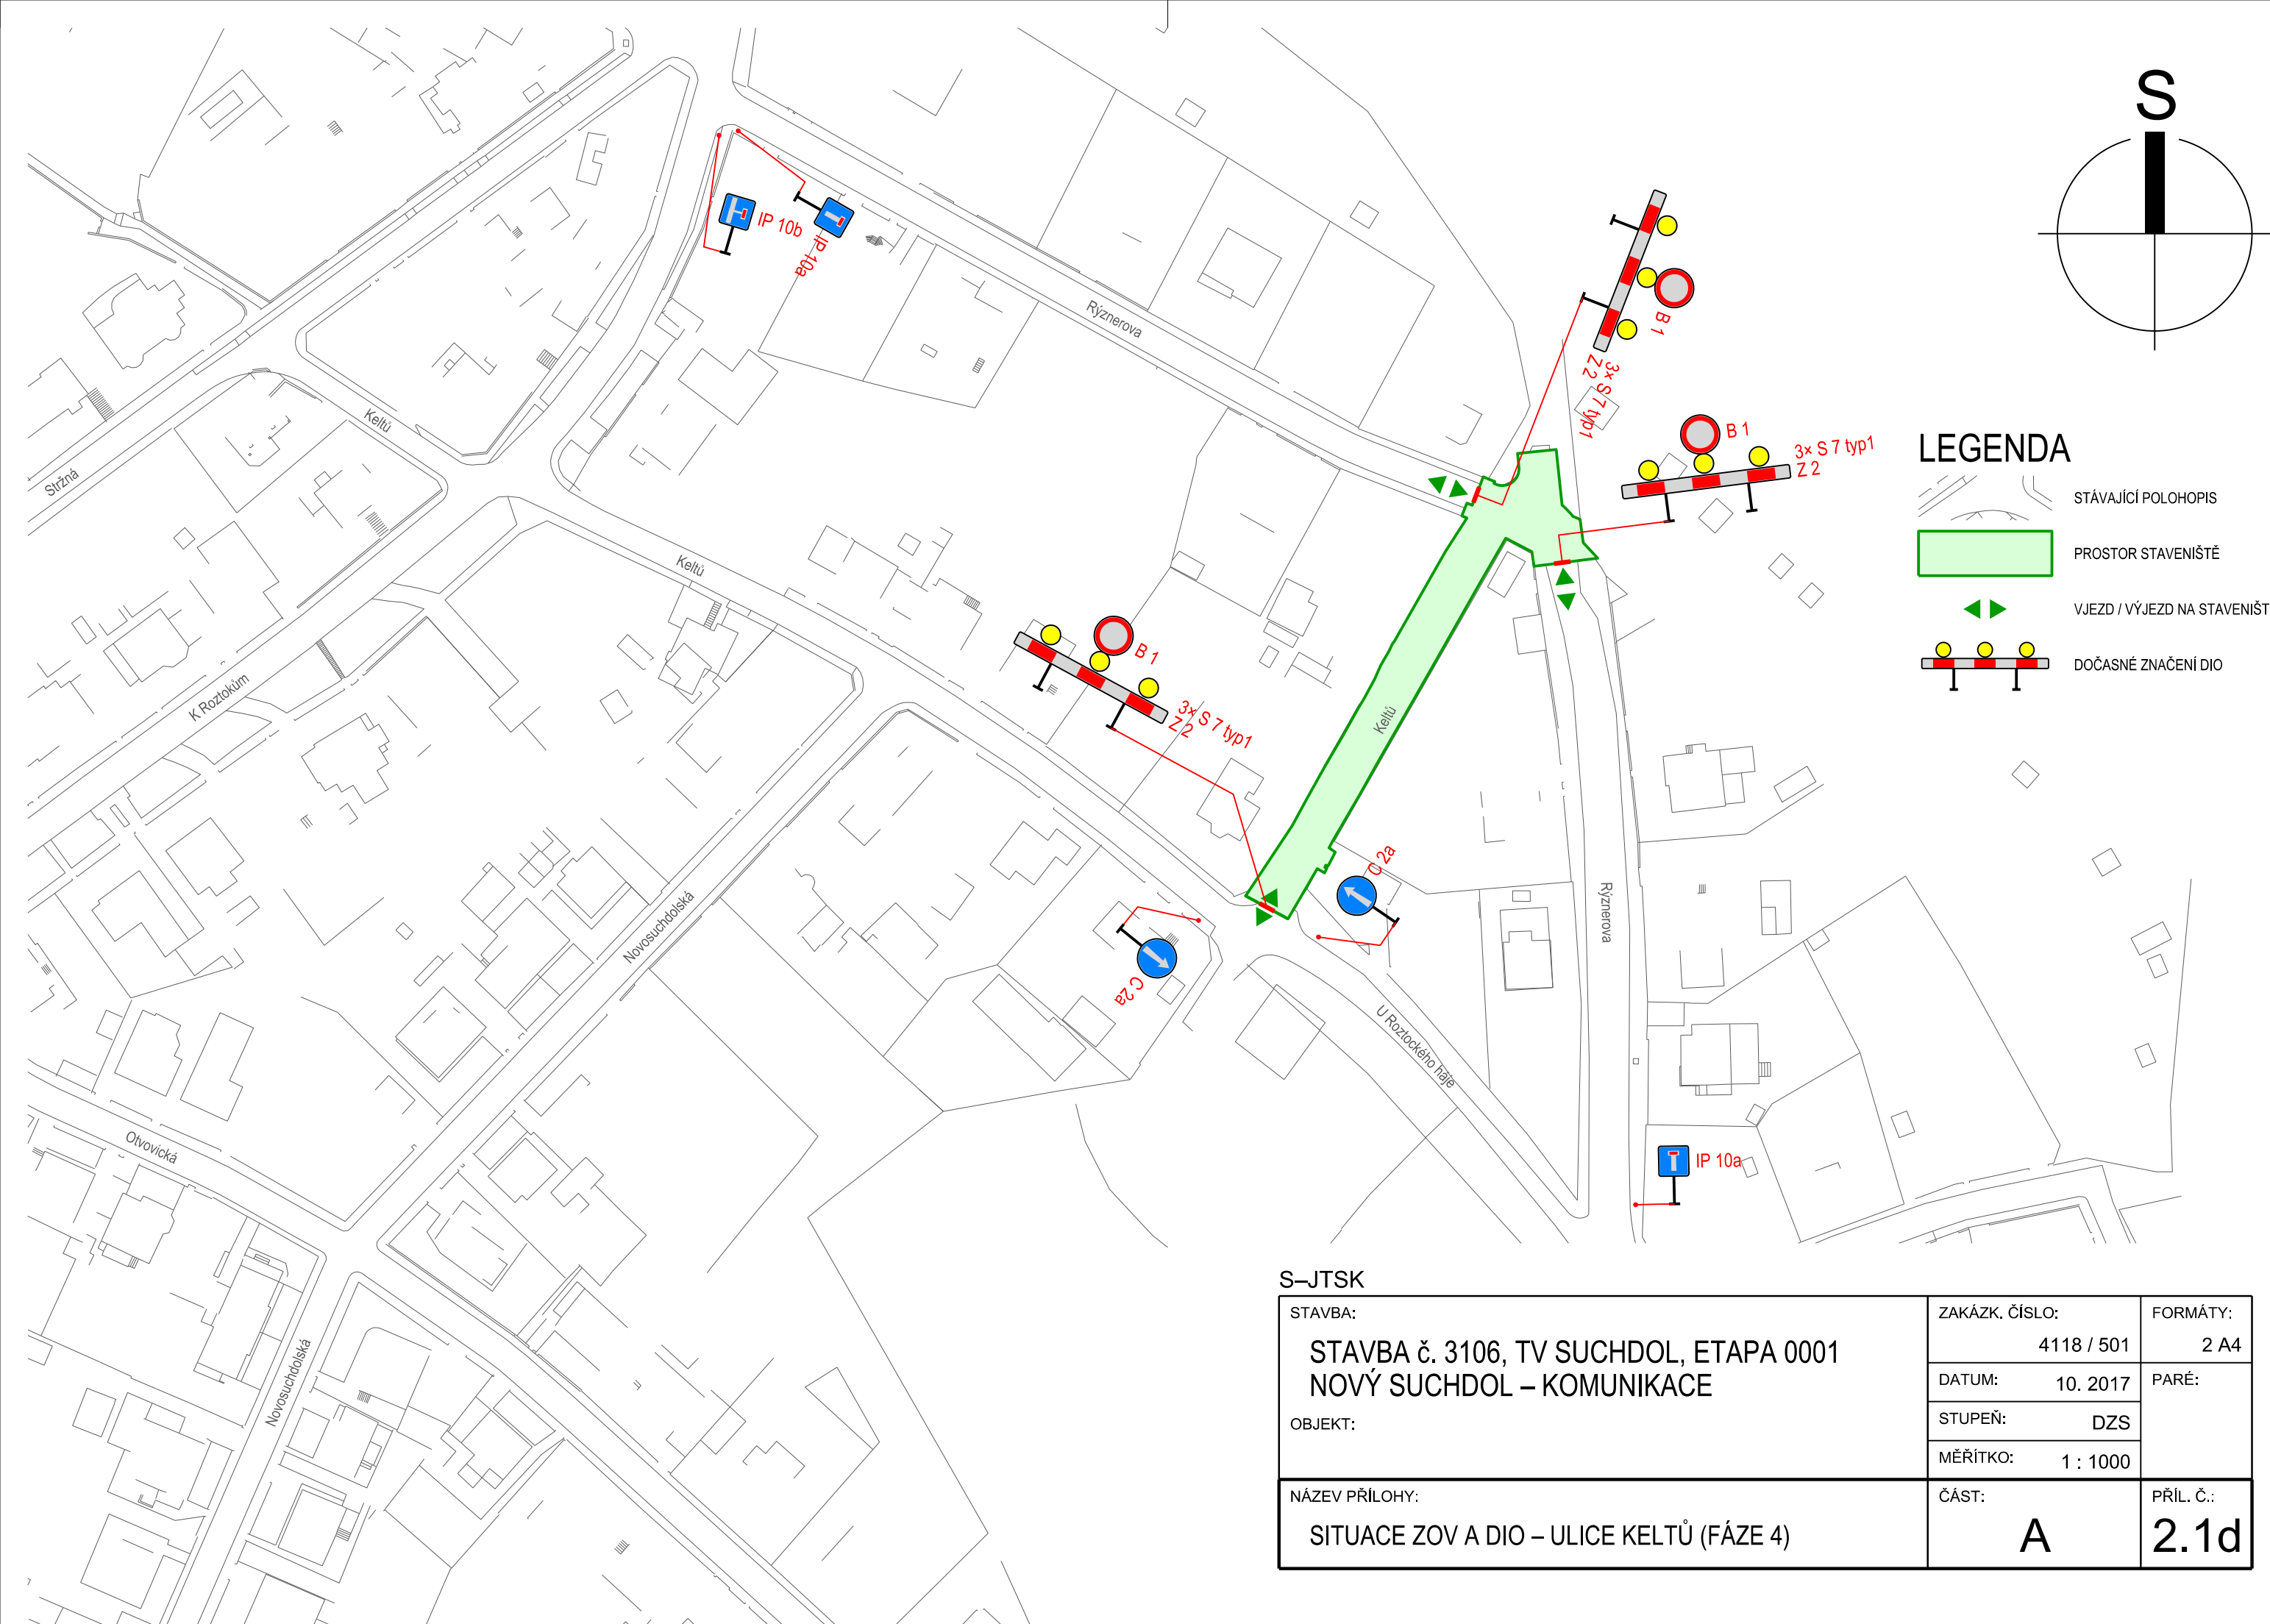 S
IP 10b
IP 10a
Rýznerova
B 1
3× S 7 typ1
Z 2
B 1
3× S 7 typ1
Z 2
LEGENDA
STÁVAJÍCÍ POLOHOPIS
PROSTOR STAVENIŠTĚ
VJEZD / VÝJEZD NA STAVENIŠT
DOČASNÉ ZNAČENÍ DIO
Keltů
Stržná
Keltů
K Roztokům
B 1
3× S 7 typ1
Z 2
Keltů
C 2a
C 2a
Novosuchdolská
Rýznerova
U Roztockého háje
Otvovická
IP 10a
Novosuchdolská
S–JTSK
STAVBA:
STAVBA č. 3106, TV SUCHDOL, ETAPA 0001
NOVÝ SUCHDOL – KOMUNIKACE
OBJEKT:
ZAKÁZK. ČÍSLO:
4118 / 501
FORMÁTY:
2 A4
DATUM: 10. 2017
PARÉ:
STUPEŇ: DZS
MĚŘÍTKO: 1 : 1000
NÁZEV PŘÍLOHY:
SITUACE ZOV A DIO – ULICE KELTŮ (FÁZE 4)
ČÁST:
A
PŘÍL. Č.:
2.1d